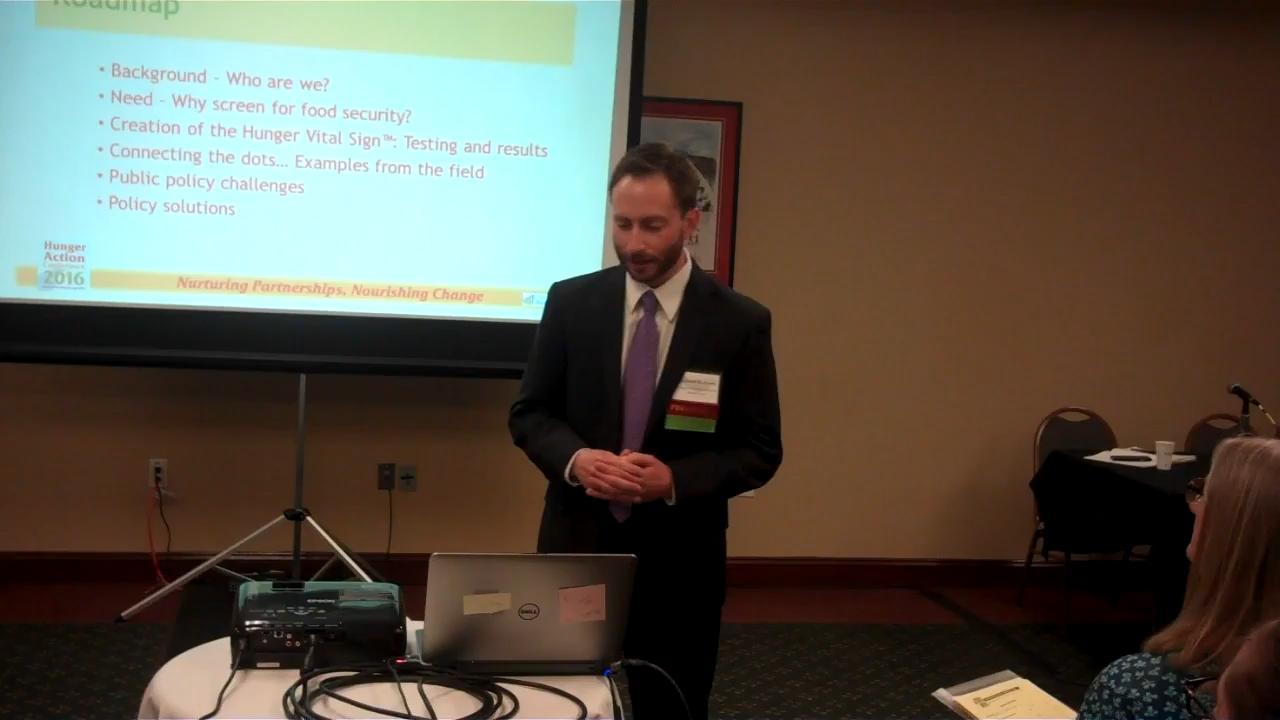 Roadmap
• Background - Who are we?
• Need - Why screen for food security?
• Creation of the Hunger Vital Sign™: Testing and results
• Connecting the dots... Examples from the field
• Public policy challenges
• Policy solutions
Hunger
Action
Conference
2016
Nurturing Partnerships, Nourishing Change
EPSON
DELL